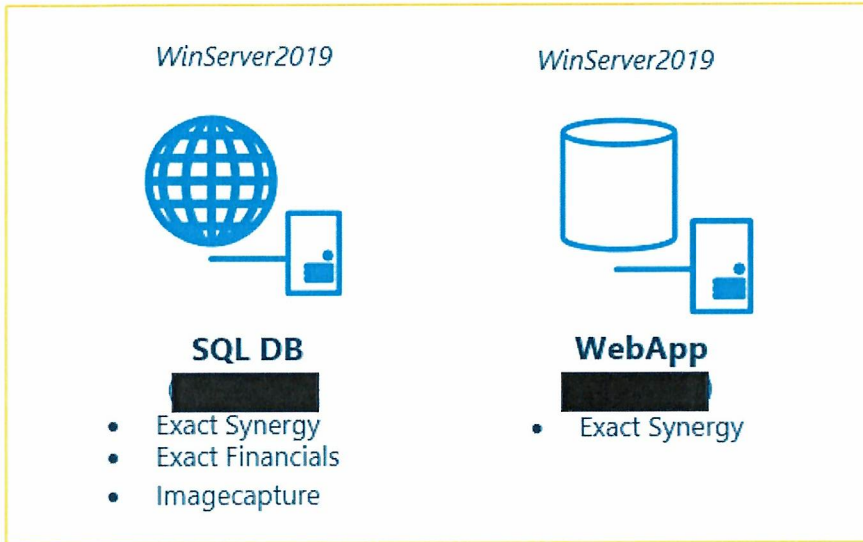 WinServer2019
SQL DB
• Exact Synergy
• Exact Financials
• Imagecapture
WinServer2019
WebApp
• Exact Synergy